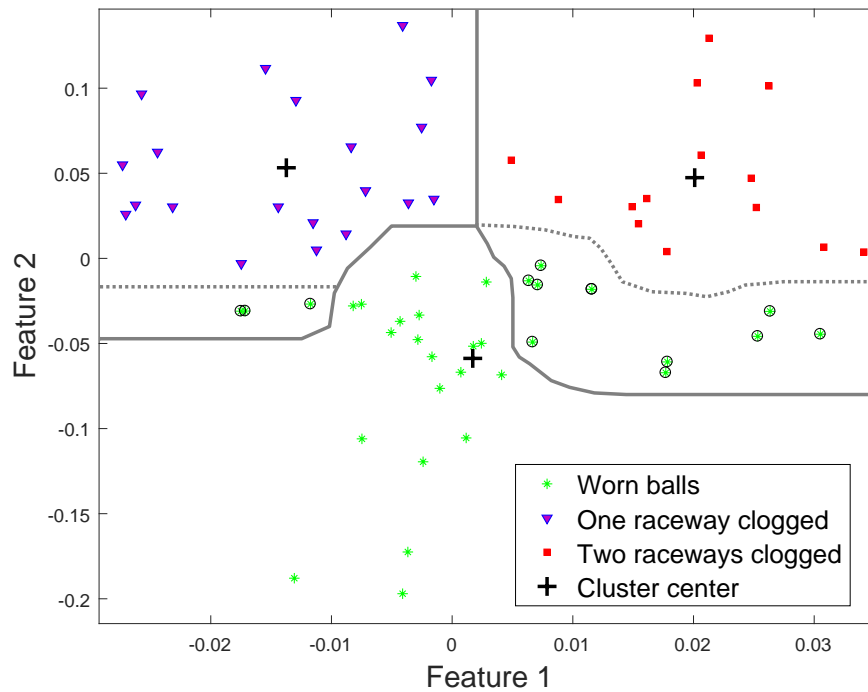 0.1
0.05
0
-0.05
-0.1
-0.15
-0.2
Feature 2
-0.02
-0.01
0
0.01
0.02
0.03
Feature 1
Worn balls
One raceway clogged
Two raceways clogged
Cluster center